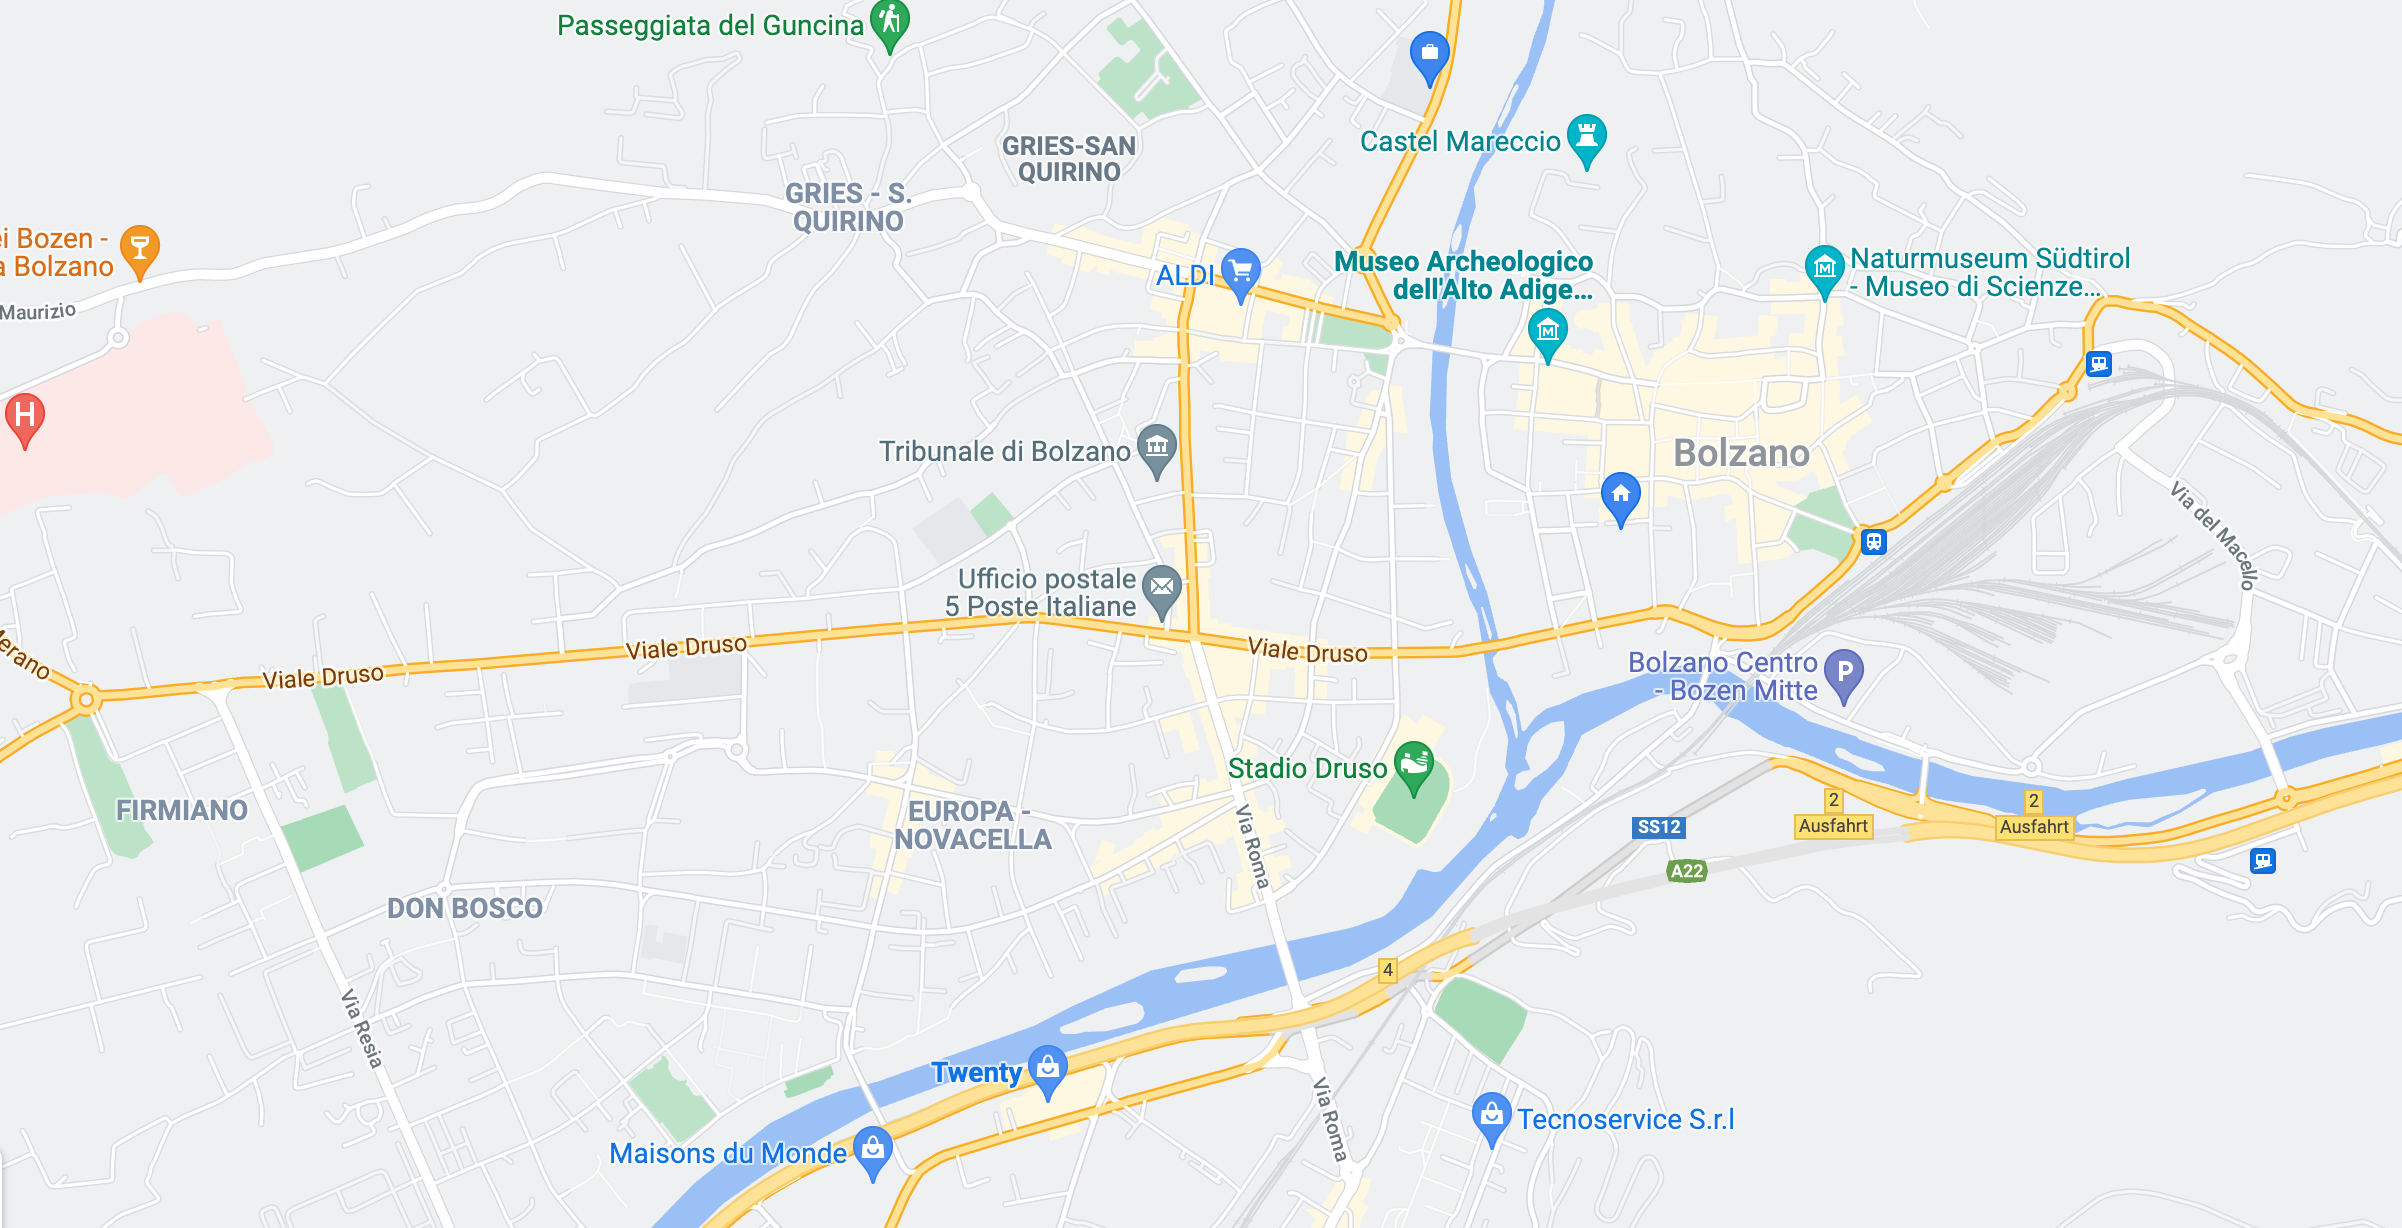 Passeggiata del Guncina
GRIES-SAN
QUIRINO
Castel Mareccio
GRIES - S.
QUIRINO
ei Bozen -
a Bolzano
Maurizio
H
ALDI
Museo Archeologico
dell'Alto Adige...
M
Naturmuseum Südtirol
- Museo di Scienze...
M
Tribunale di Bolzano
Bolzano
Via del Macello
Ufficio postale
5 Poste Italiane
Merano
Viale Druso
Viale Druso
Viale Druso
Bolzano Centro
- Bozen Mitte
P
Stadio Druso
FIRMIANO
EUROPA -
NOVACELLA
Via Roma
SS12
2
Ausfahrt
2
Ausfahrt
A22
DON BOSCO
4
Via Resia
Twenty
Via Roma
Tecnoservice S.r.l
Maisons du Monde